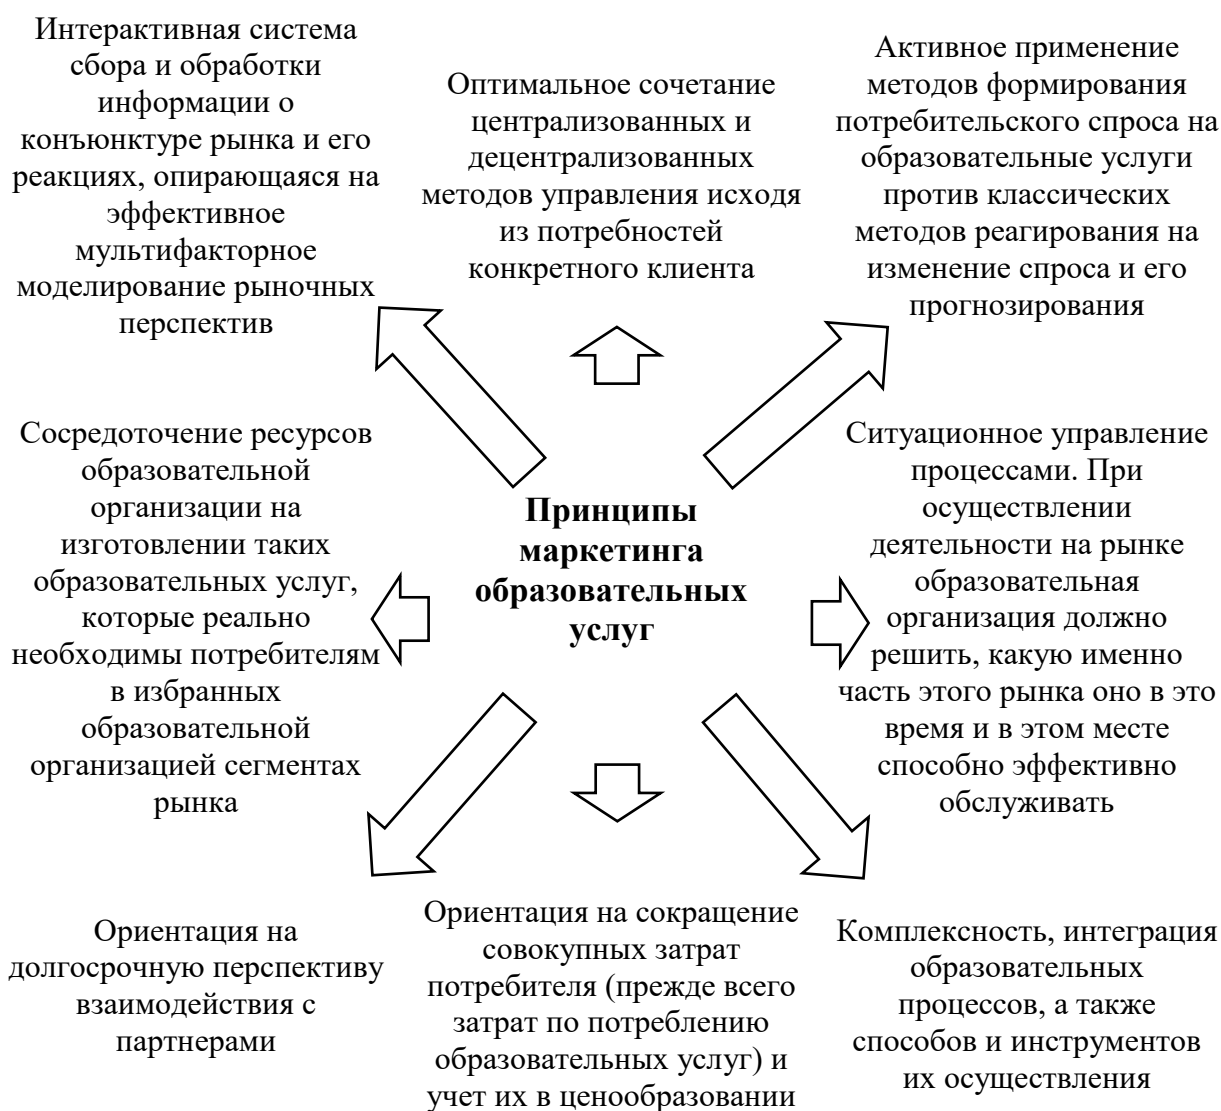 Интерактивная система
сбора и обработки
информации о
конъюнктуре рынка и его
реакциях, опирающаяся на
эффективное
мультифакторное
моделирование рыночных
перспектив
Оптимальное сочетание
централизованных и
децентрализованных
методов управления исходя
из потребностей
конкретного клиента
Активное применение
методов формирования
потребительского спроса на
образовательные услуги
против классических
методов реагирования на
изменение спроса и его
прогнозирования
Сосредоточение ресурсов
образовательной
организации на
изготовлении таких
образовательных услуг,
которые реально
необходимы потребителям
в избранных
образовательной
организацией сегментах
рынка
Принципы
маркетинга
образовательных
услуг
Ситуационное управление
процессами. При
осуществлении
деятельности на рынке
образовательная
организация должно
решить, какую именно
часть этого рынка оно в это
время и в этом месте
способно эффективно
обслуживать
Ориентация на
долгосрочную перспективу
взаимодействия с
партнерами
Ориентация на сокращение
совокупных затрат
потребителя (прежде всего
затрат по потреблению
образовательных услуг) и
учет их в ценообразовании
Комплексность, интеграция
образовательных
процессов, а также
способов и инструментов
их осуществления